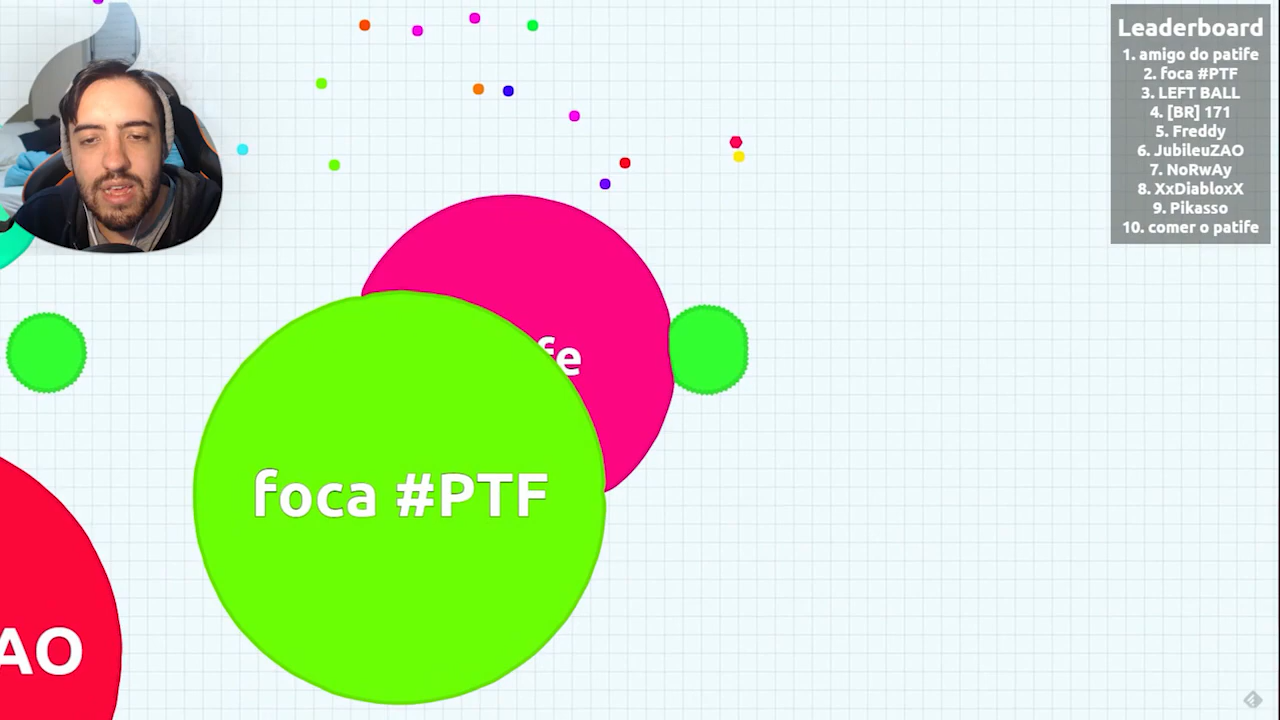 Leaderboard
1. amigo do patife
2. foca #PTF
3. LEFT BALL
4. [BR] 171
5. Freddy
6. JubileuZAO
7. NoRwAy
8. XxDiabloxX
9. Pikasso
10. comer o patife
fe
foca #PTF
AO